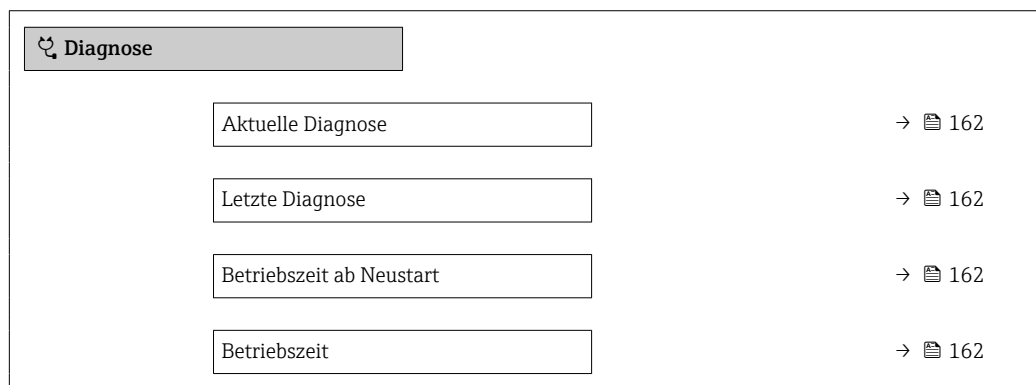 Diagnose
Aktuelle Diagnose → 162
Letzte Diagnose → 162
Betriebszeit ab Neustart → 162
Betriebszeit → 162